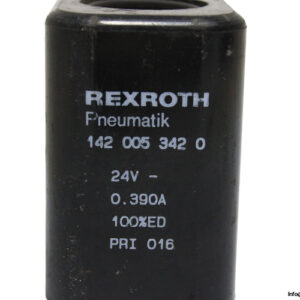 REXROTH
Pneumatik
142 005 342 0
24V -
0.390A
100%ED
PRI 016